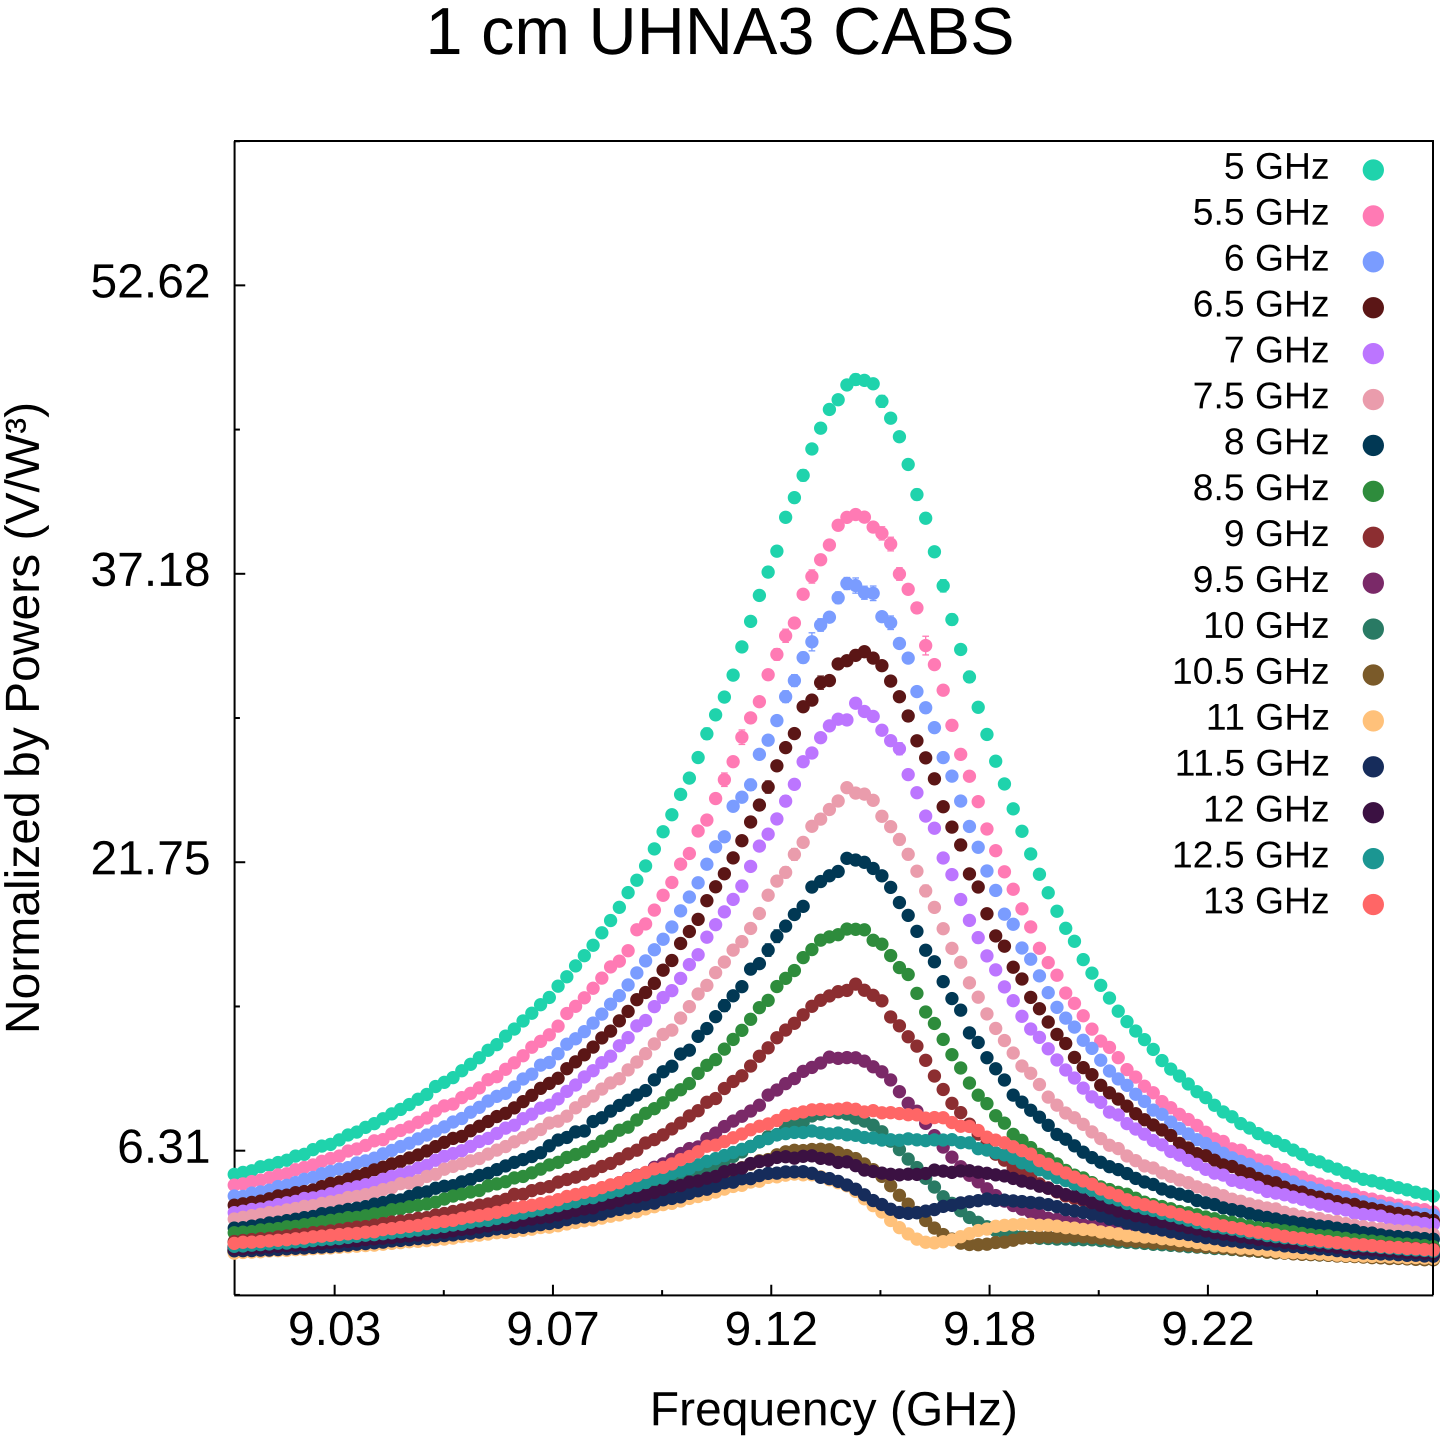 1 cm UHNA3 CABS
Normalized by Powers (V/W³)
52.62
37.18
21.75
6.31
5 GHz
5.5 GHz
6 GHz
6.5 GHz
7 GHz
7.5 GHz
8 GHz
8.5 GHz
9 GHz
9.5 GHz
10 GHz
10.5 GHz
11 GHz
11.5 GHz
12 GHz
12.5 GHz
13 GHz
9.03 9.07 9.12 9.18 9.22
Frequency (GHz)